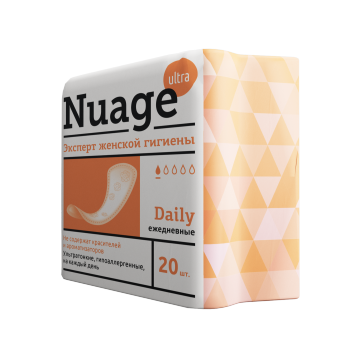 ultra
Nuage
Эксперт женской гигиены
Daily
ежедневные
Не содержат красителей
и ароматизаторов
Ультратонкие, гипоаллергенные,
на каждый день
20 шт.